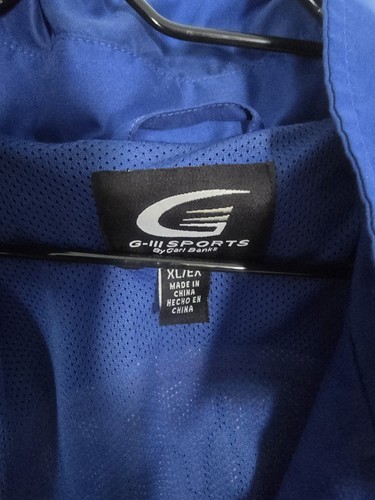 G
G-III SPORTS
By Carl Banks
XL/EX
MADE IN
CHINA
HECHO EN
CHINA